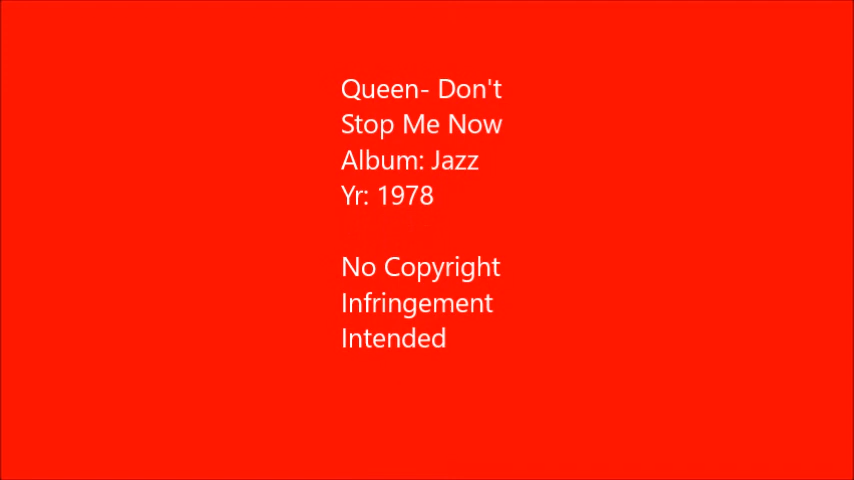 Queen- Don't
Stop Me Now
Album: Jazz
Yr: 1978
No Copyright
Infringement
Intended